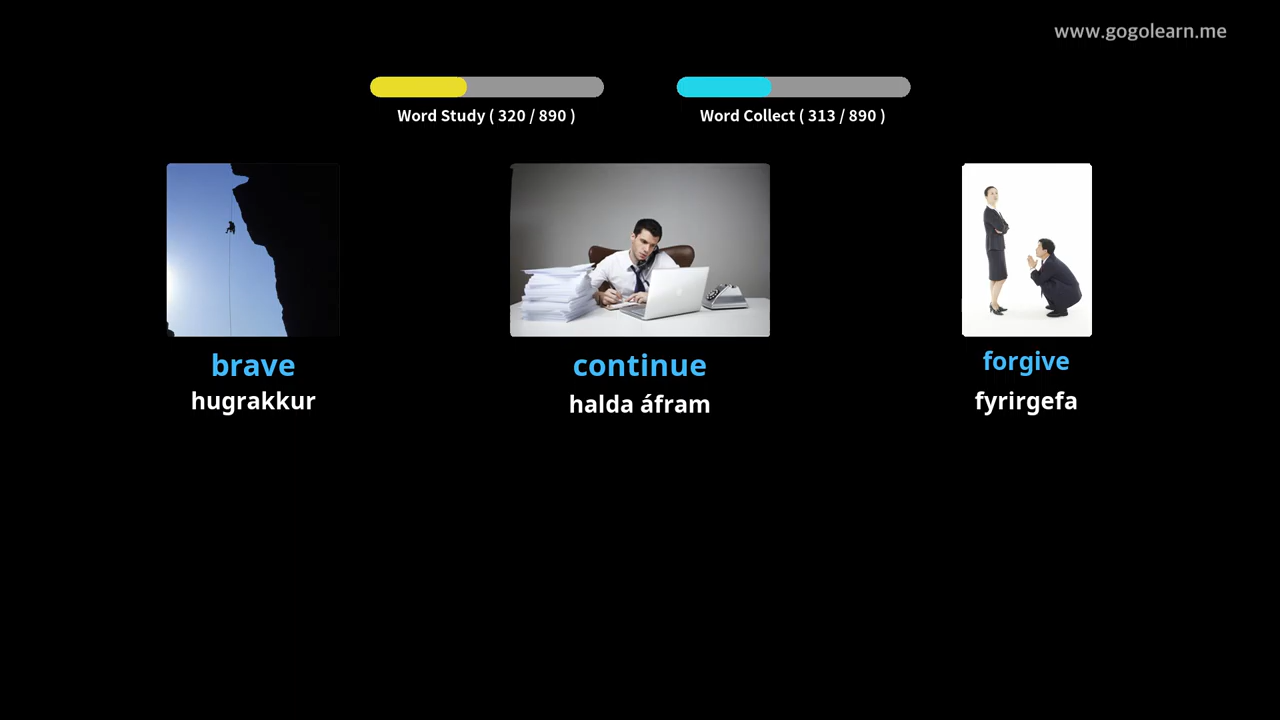 www.gogolearn.me
Word Study ( 320 / 890 )
Word Collect ( 313 / 890 )
brave
hugrakkur
continue
halda áfram
forgive
fyrirgefa